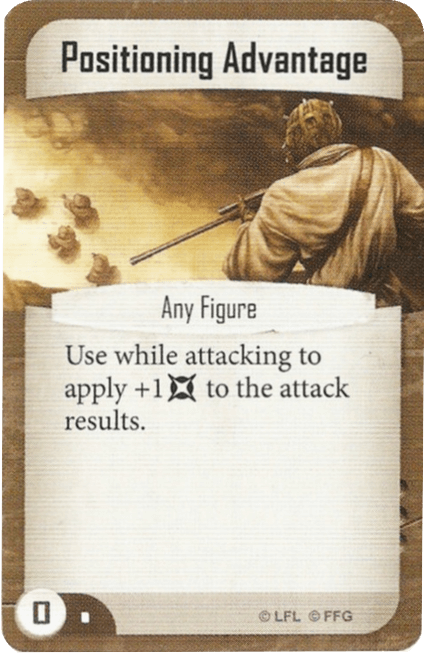 Positioning Advantage
Any Figure
Use while attacking to
apply +1 to the attack
results.
0
© LFL © FFG